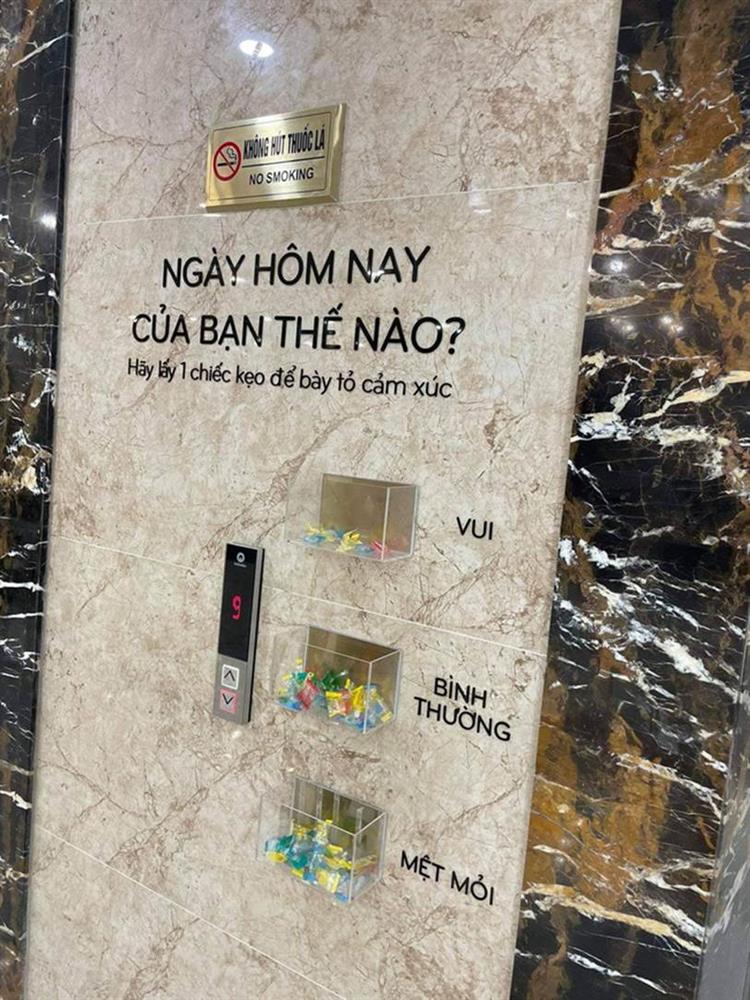 KHÔNG HÚT THUỐC LÁ
NO SMOKING
NGÀY HÔM NAY
CỦA BẠN THẾ NÀO?
Hãy lấy 1 chiếc kẹo để bày tỏ cảm xúc
VUI
9
BÌNH
THƯỜNG
MỆT MỎI